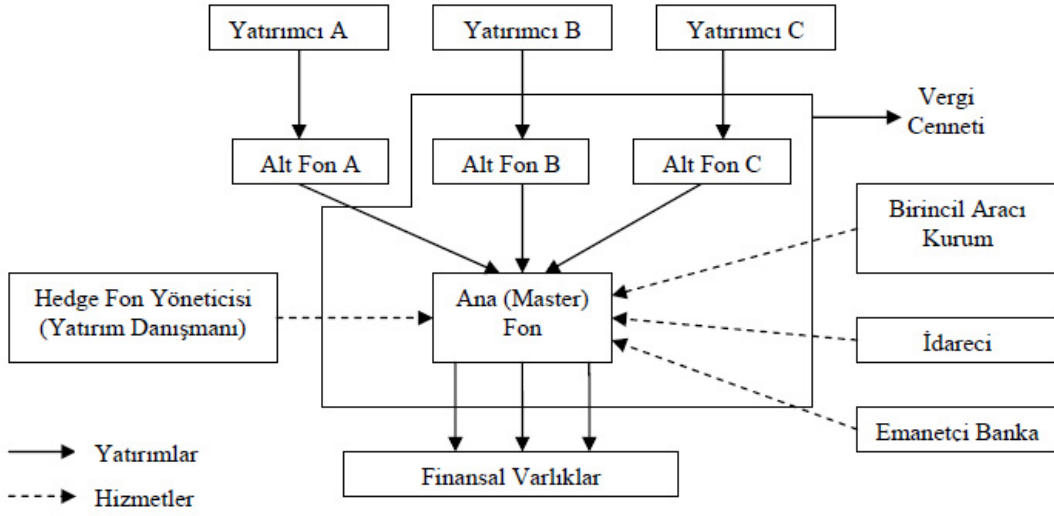 Yatırımcı A
Yatırımcı B
Yatırımcı C
Vergi
Cenneti
Alt Fon A
Alt Fon B
Alt Fon C
Birincil Aracı
Kurum
Hedge Fon Yöneticisi
(Yatırım Danışmanı)
Ana (Master)
Fon
İdareci
Emanetçi Banka
Yatırımlar
Finansal Varlıklar
Hizmetler